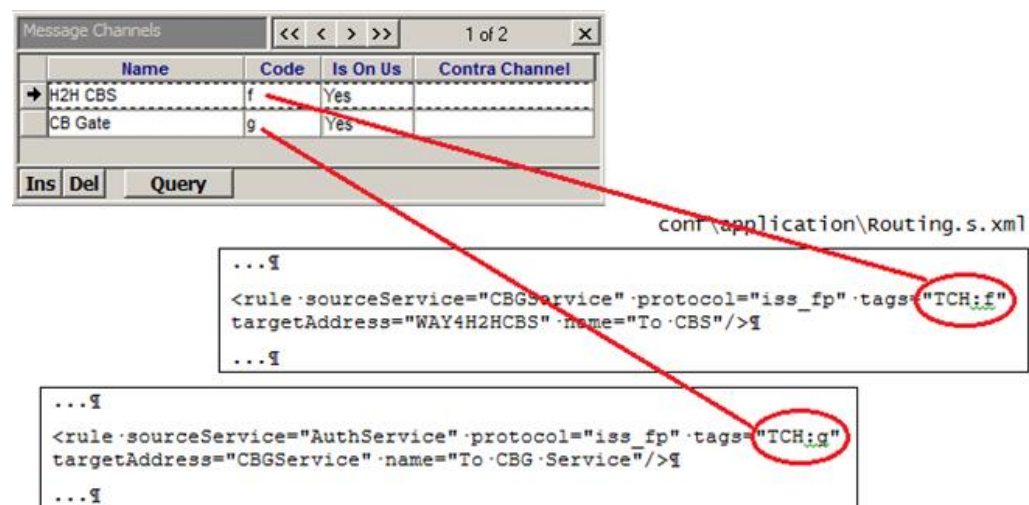 Message Channels << < > >> 1 of 2 x
Name Code Is On Us Contra Channel
H2H CBS f Yes
CB Gate g Yes
Ins Del Query
conf\application\Routing.s.xml
...¶
<rule·sourceService="CBGService"·protocol="iss_fp"·tags="TCH:f"
targetAddress="WAY4H2HCBS"·name="To·CBS"/>¶
...¶
...¶
<rule·sourceService="AuthService"·protocol="iss_fp"·tags="TCH:g"
targetAddress="CBGService"·name="To·CBG·Service"/>¶
...¶